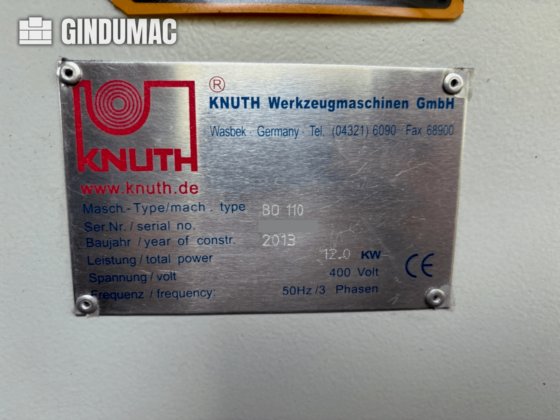 GINDUMAC
®
KNUTH Werkzeugmaschinen GmbH
Wasbek - Germany - Tel. (04321) 6090 Fax 68900
KNUTH
www.knuth.de
Masch.-Type/mach. type BO 110
Ser.Nr./ serial no.
Baujahr / year of constr. 2013
Leistung / total power 12.0 KW
Spannung / volt 400 Volt
Frequenz / frequency 50Hz /3 Phasen
CE